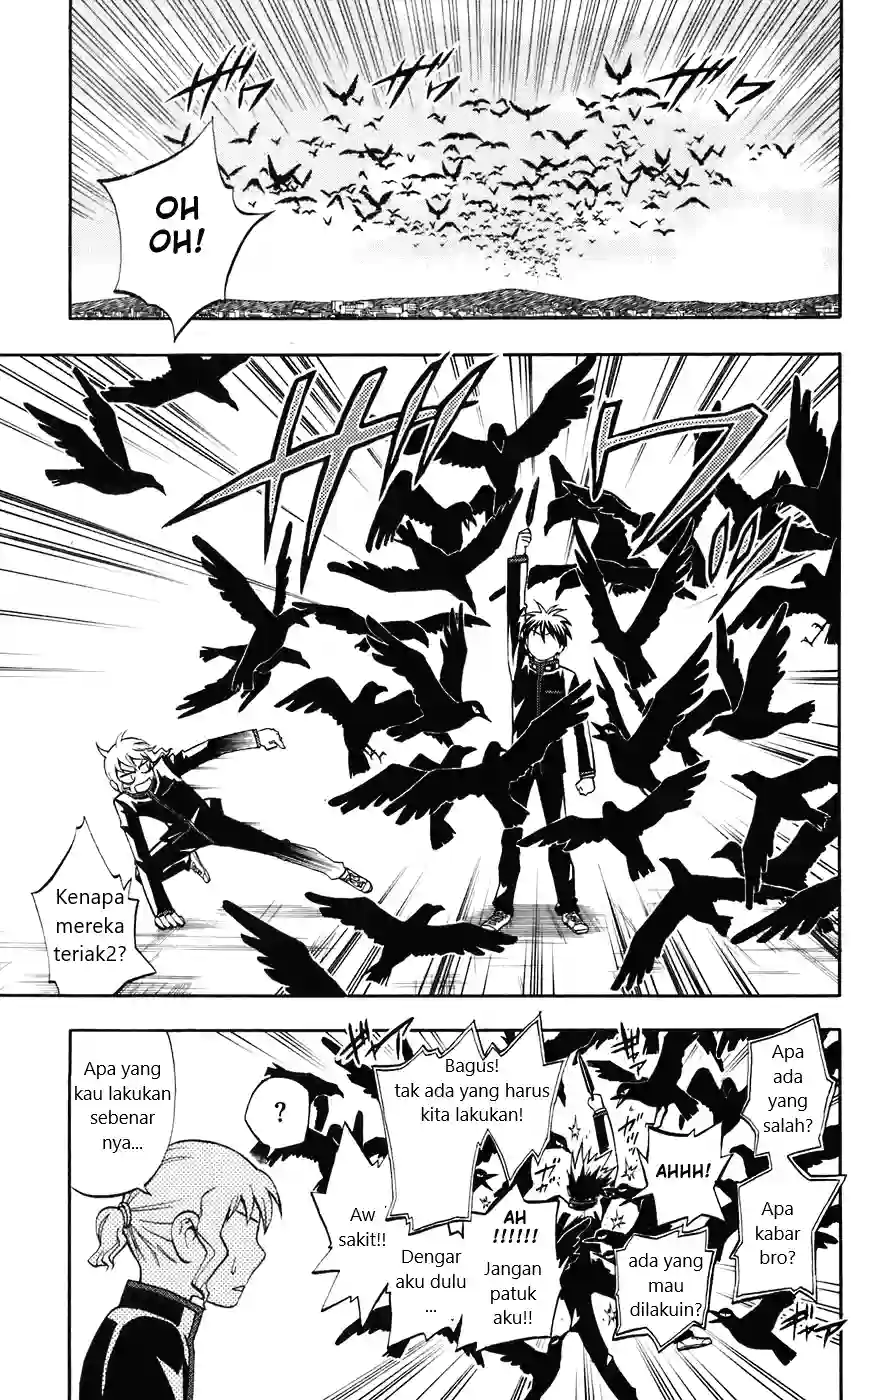 OH
OH!
Kenapa
mereka
teriak2?
Apa
ada
yang
salah?
Bagus!
tak ada yang harus
kita lakukan!
AHHH!
Apa
kabar
bro?
ada yang
mau
dilakuin?
AH
!!!!!!
Jangan
patuk
aku!!
Dengar
aku dulu
...
Aw
sakit!!
?
Apa yang
kau lakukan
sebenar
nya...